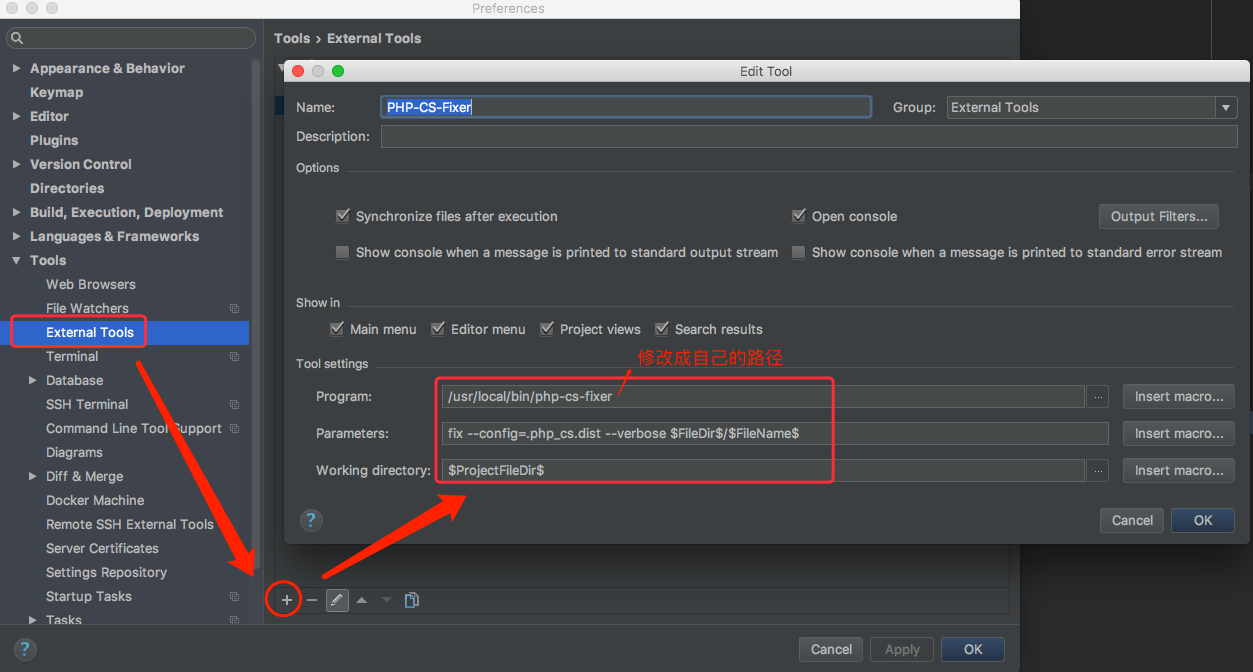 Preferences
Tools › External Tools
Appearance & Behavior
Keymap
Editor
Plugins
Version Control
Directories
Build, Execution, Deployment
Languages & Frameworks
Tools
Web Browsers
File Watchers
External Tools
Terminal
Database
SSH Terminal
Command Line Tool Support
Diagrams
Diff & Merge
Docker Machine
Remote SSH External Tools
Server Certificates
Settings Repository
Startup Tasks
Tasks
Edit Tool
Name: PHP-CS-Fixer Group: External Tools
Description:
Options
Synchronize files after execution Open console Output Filters...
Show console when a message is printed to standard output stream Show console when a message is printed to standard error stream
Show in
Main menu Editor menu Project views Search results
Tool settings 修改成自己的路径
Program: /usr/local/bin/php-cs-fixer ... Insert macro...
Parameters: fix --config=.php_cs.dist --verbose $FileDir$/$FileName$ Insert macro...
Working directory: $ProjectFileDir$ ... Insert macro...
? Cancel OK
? Cancel Apply OK